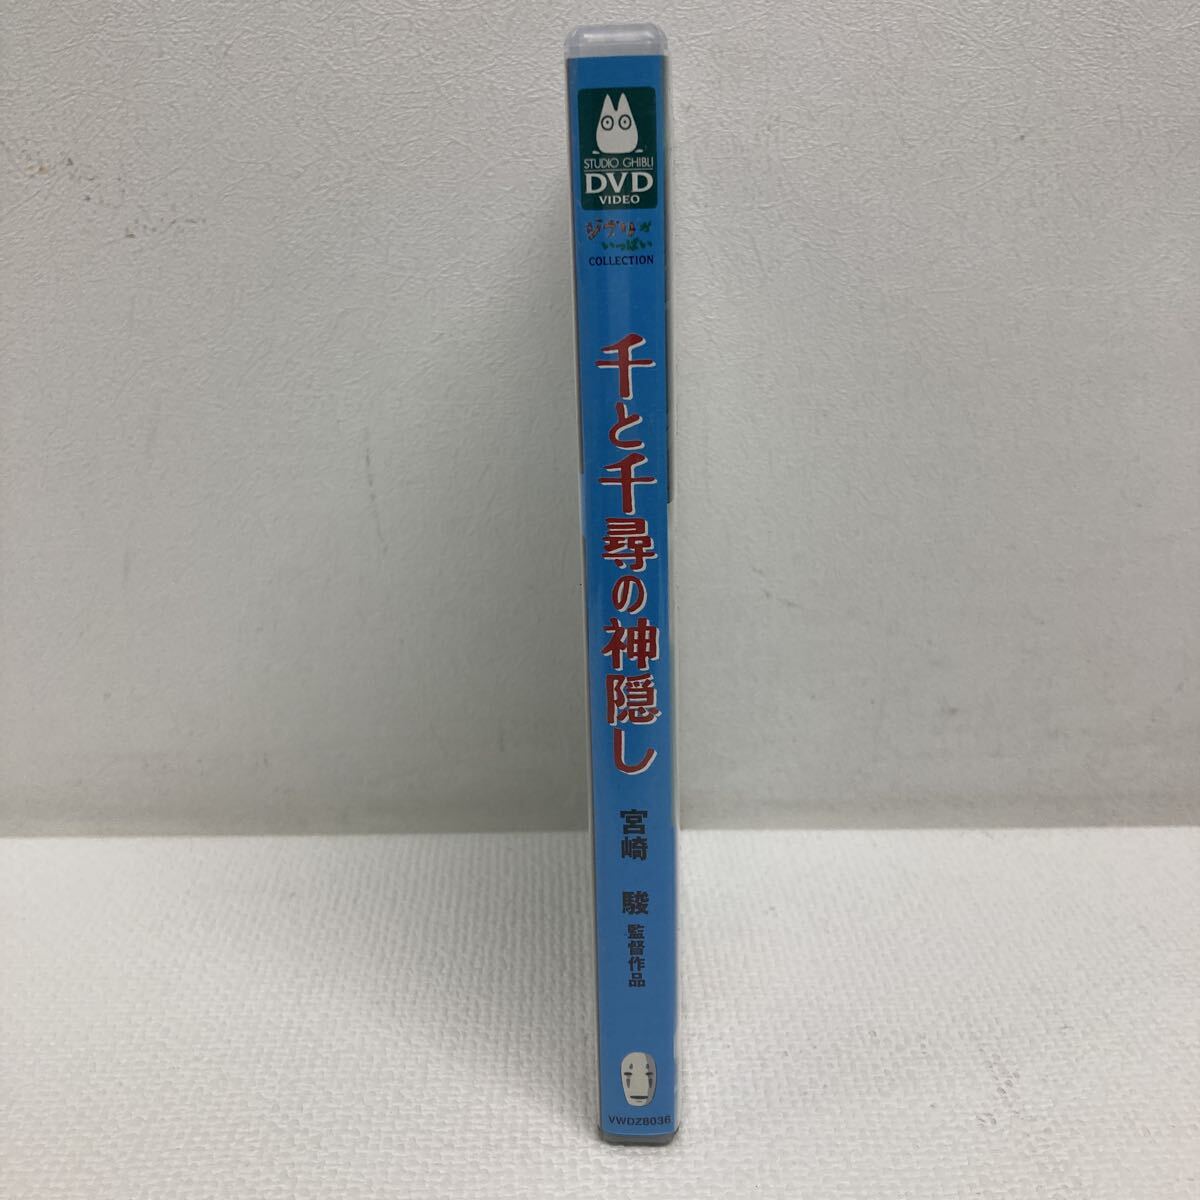 STUDIO GHIBLI
DVD
VIDEO
ジブリが
いっぱい
COLLECTION
千と千尋の神隠し
宮崎 駿 監督作品
VWDZ8036